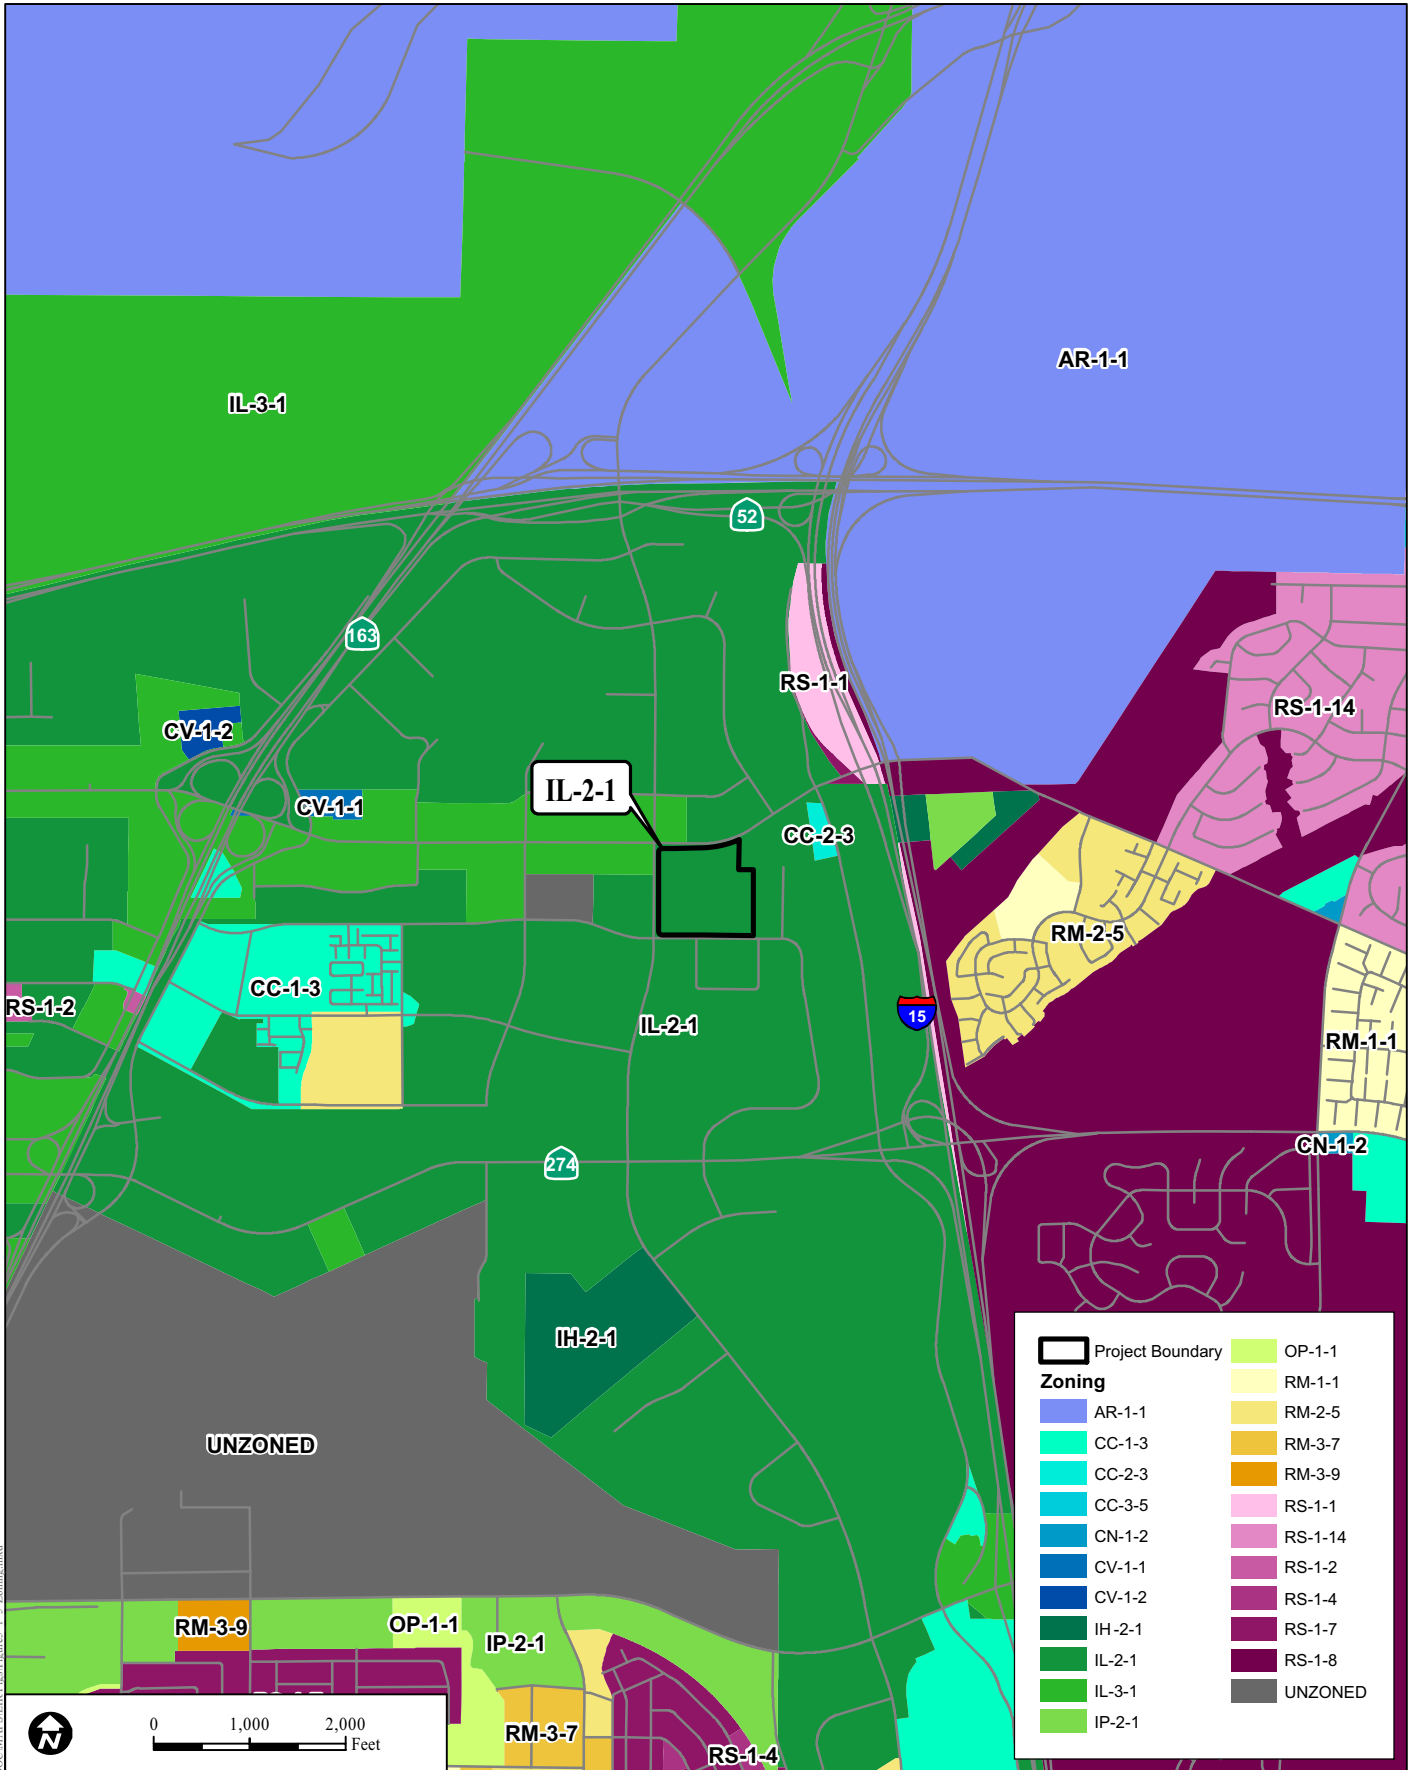 AR-1-1
IL-3-1
52
163
RS-1-1
RS-1-14
CV-1-2
IL-2-1
CV-1-1
CC-2-3
RM-2-5
CC-1-3
RS-1-2
15
IL-2-1
RM-1-1
CN-1-2
274
IH-2-1
UNZONED
RM-3-9
OP-1-1
IP-2-1
RM-3-7
RS-1-4
Project Boundary
Zoning
AR-1-1
CC-1-3
CC-2-3
CC-3-5
CN-1-2
CV-1-1
CV-1-2
IH-2-1
IL-2-1
IL-3-1
IP-2-1
OP-1-1
RM-1-1
RM-2-5
RM-3-7
RM-3-9
RS-1-1
RS-1-14
RS-1-2
RS-1-4
RS-1-7
RS-1-8
UNZONED
N
0 1,000 2,000
Feet